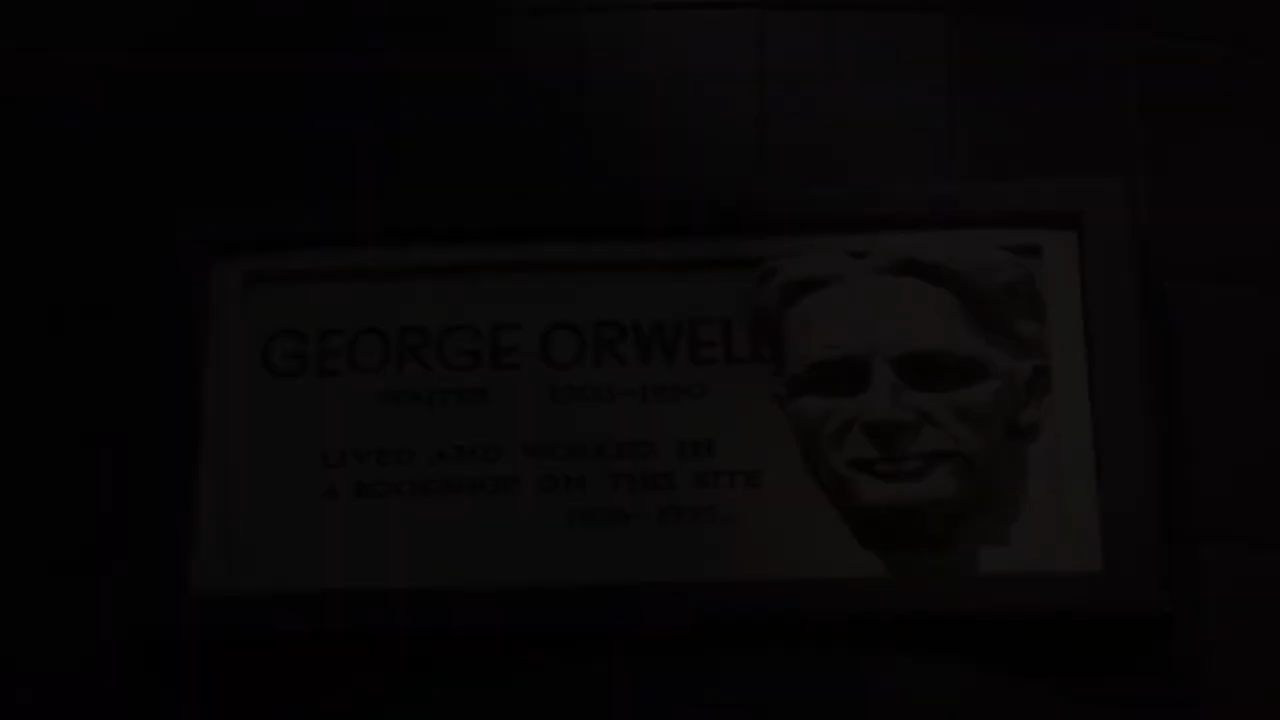 GEORGE ORWELL
WRITER
LIVED AND WORKED IN
A BOOKSHOP ON THIS SITE